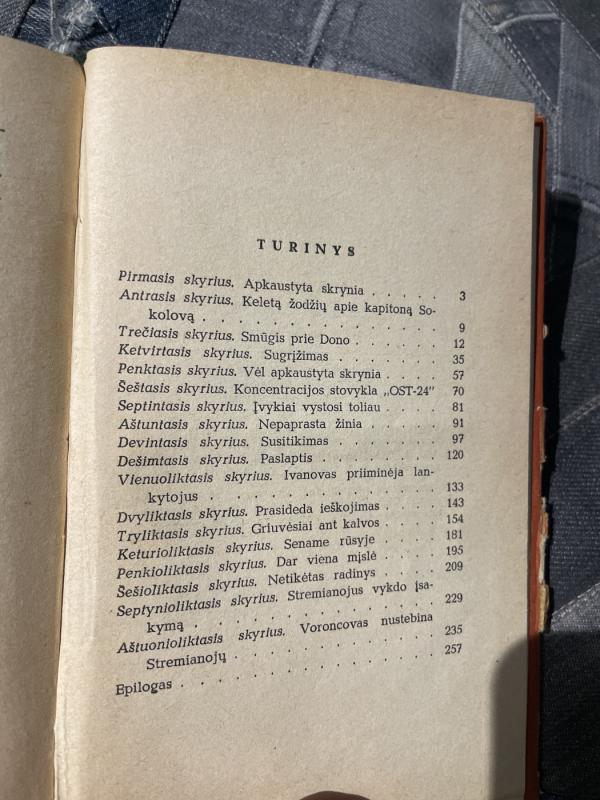 TURINYS
Pirmasis skyrius. Apkaustyta skrynia . . . . . 3
Antrasis skyrius. Keletą žodžių apie kapitoną So-
kolovą . . . . . . . . . . . . . 9
Trečiasis skyrius. Smūgis prie Dono . . . . . . 12
Ketvirtasis skyrius. Sugrįžimas . . . . . . . 35
Penktasis skyrius. Vėl apkaustyta skrynia . . . . 57
Šeštasis skyrius. Koncentracijos stovykla „OST-24" 70
Septintasis skyrius. Įvykiai vystosi toliau . . . . 81
Aštuntasis skyrius. Nepaprasta žinia . . . . . 91
Devintasis skyrius. Susitikimas . . . . . . . 97
Dešimtasis skyrius. Paslaptis . . . . . . . . 120
Vienuoliktasis skyrius. Ivanovas priiminėja lan-
kytojus . . . . . . . . . . . . . 133
Dvyliktasis skyrius. Prasideda ieškojimas . . . . 143
Tryliktasis skyrius. Griuvėsiai ant kalvos . . . . 154
Keturioliktasis skyrius. Sename rūsyje . . . . . 181
Penkioliktasis skyrius. Dar viena mįslė . . . . . 195
Šešioliktasis skyrius. Netikėtas radinys . . . . . 209
Septynioliktasis skyrius. Stremianojus vykdo įsa-
kymą . . . . . . . . . . . . . . 229
Aštuonioliktasis skyrius. Voroncovas nustebina
Stremianojų . . . . . . . . . . . . 235
Epilogas . . . . . . . . . . . . . . 257